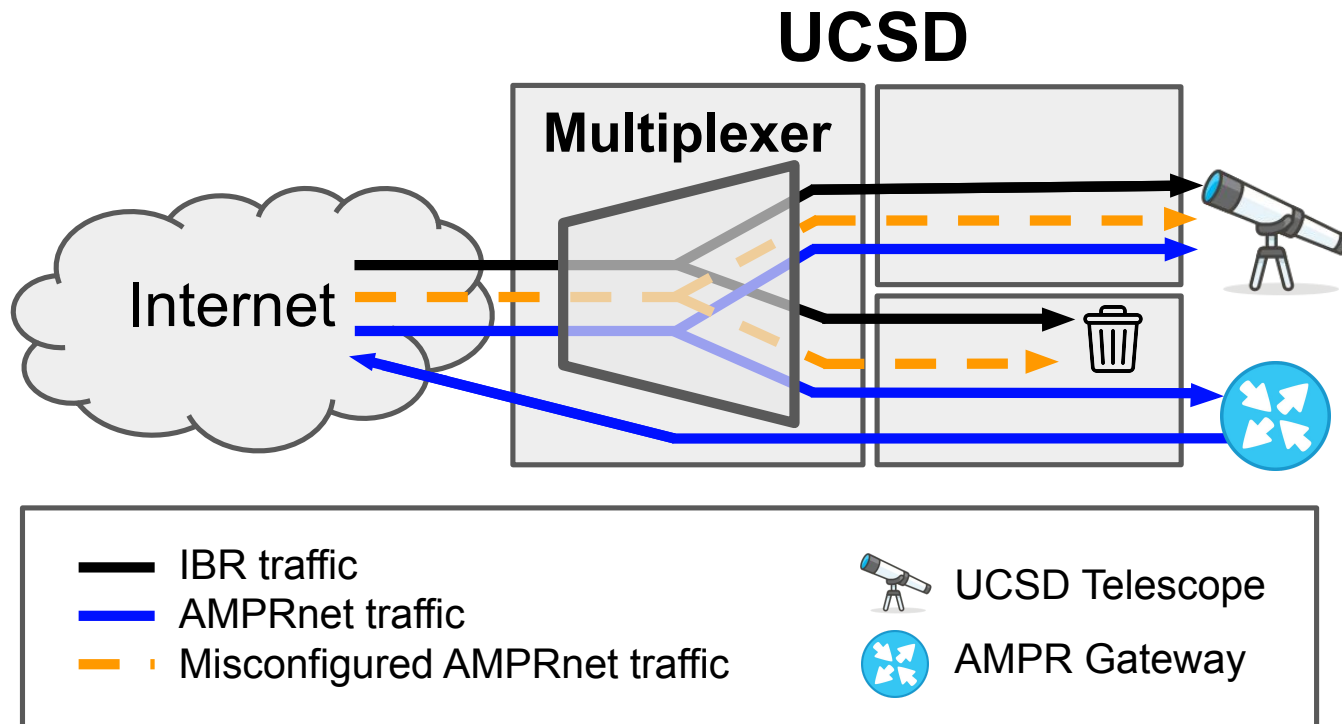 UCSD
Multiplexer
Internet
IBR traffic
AMPRnet traffic
Misconfigured AMPRnet traffic
UCSD Telescope
AMPR Gateway